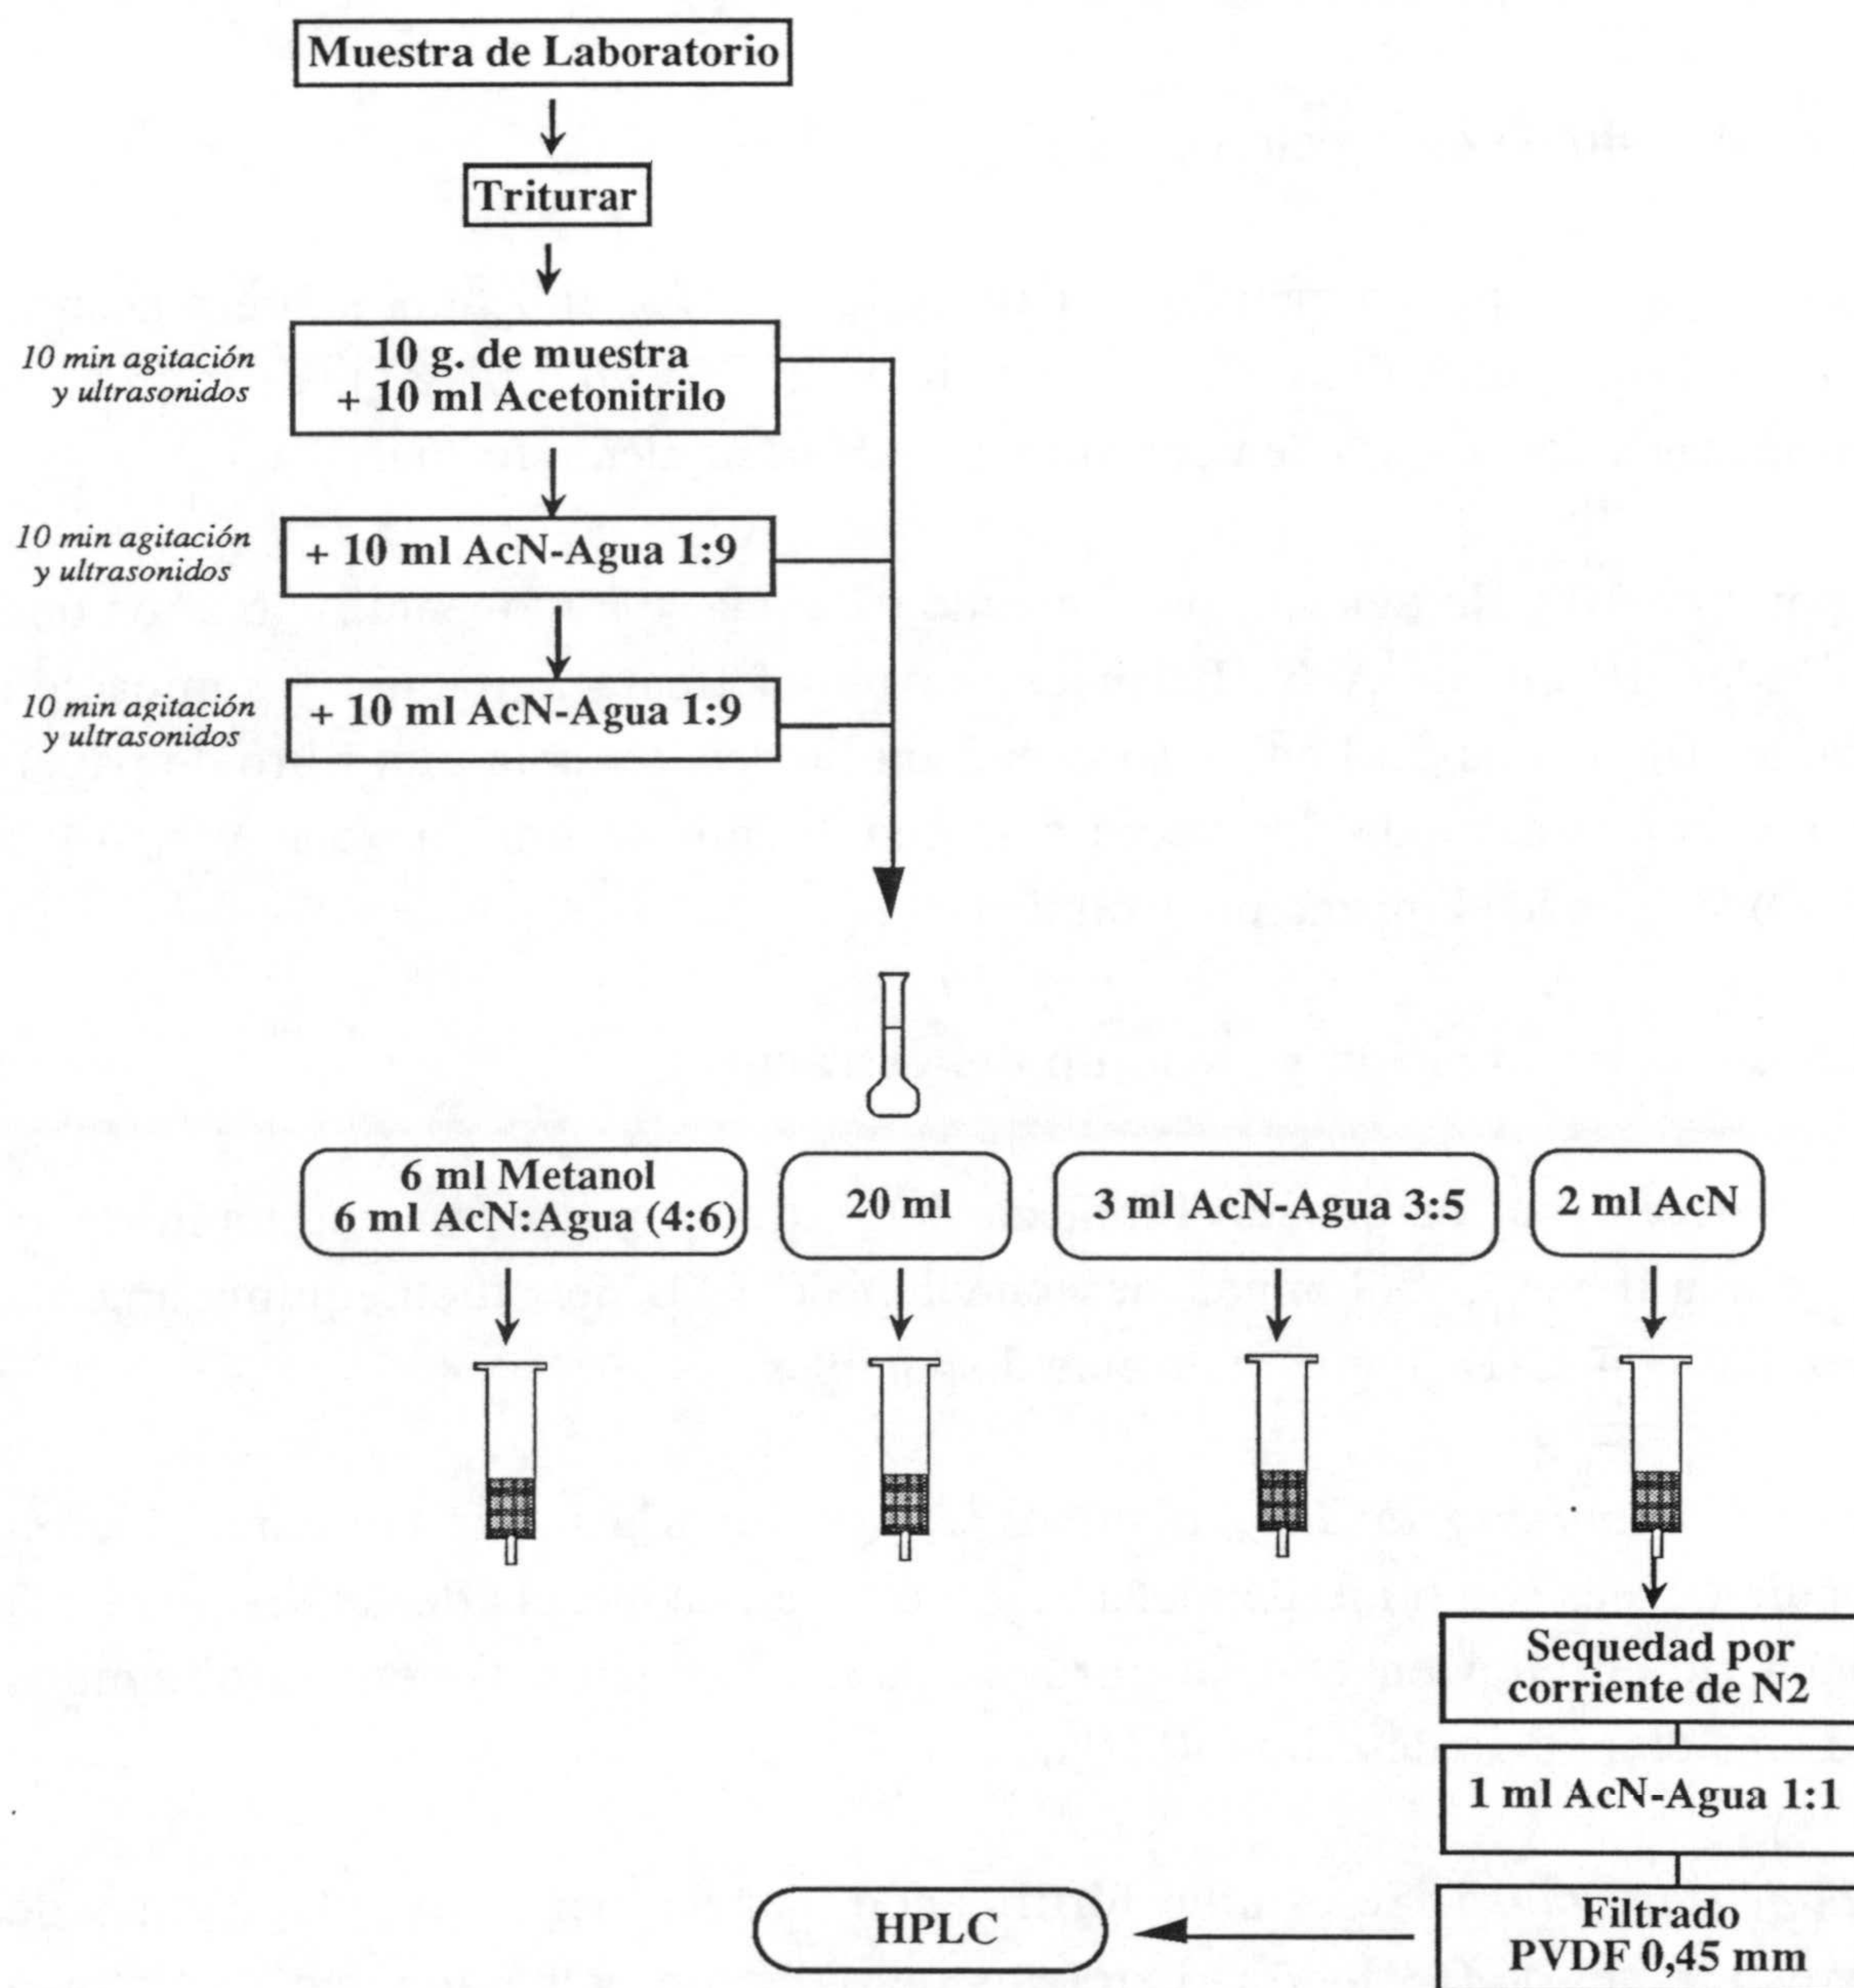 Muestra de Laboratorio
Triturar
10 min agitación
y ultrasonidos
10 g. de muestra
+ 10 ml Acetonitrilo
10 min agitación
y ultrasonidos
+ 10 ml AcN-Agua 1:9
10 min agitación
y ultrasonidos
+ 10 ml AcN-Agua 1:9
6 ml Metanol
6 ml AcN:Agua (4:6)
20 ml
3 ml AcN-Agua 3:5
2 ml AcN
Sequedad por
corriente de N2
1 ml AcN-Agua 1:1
Filtrado
PVDF 0,45 mm
HPLC